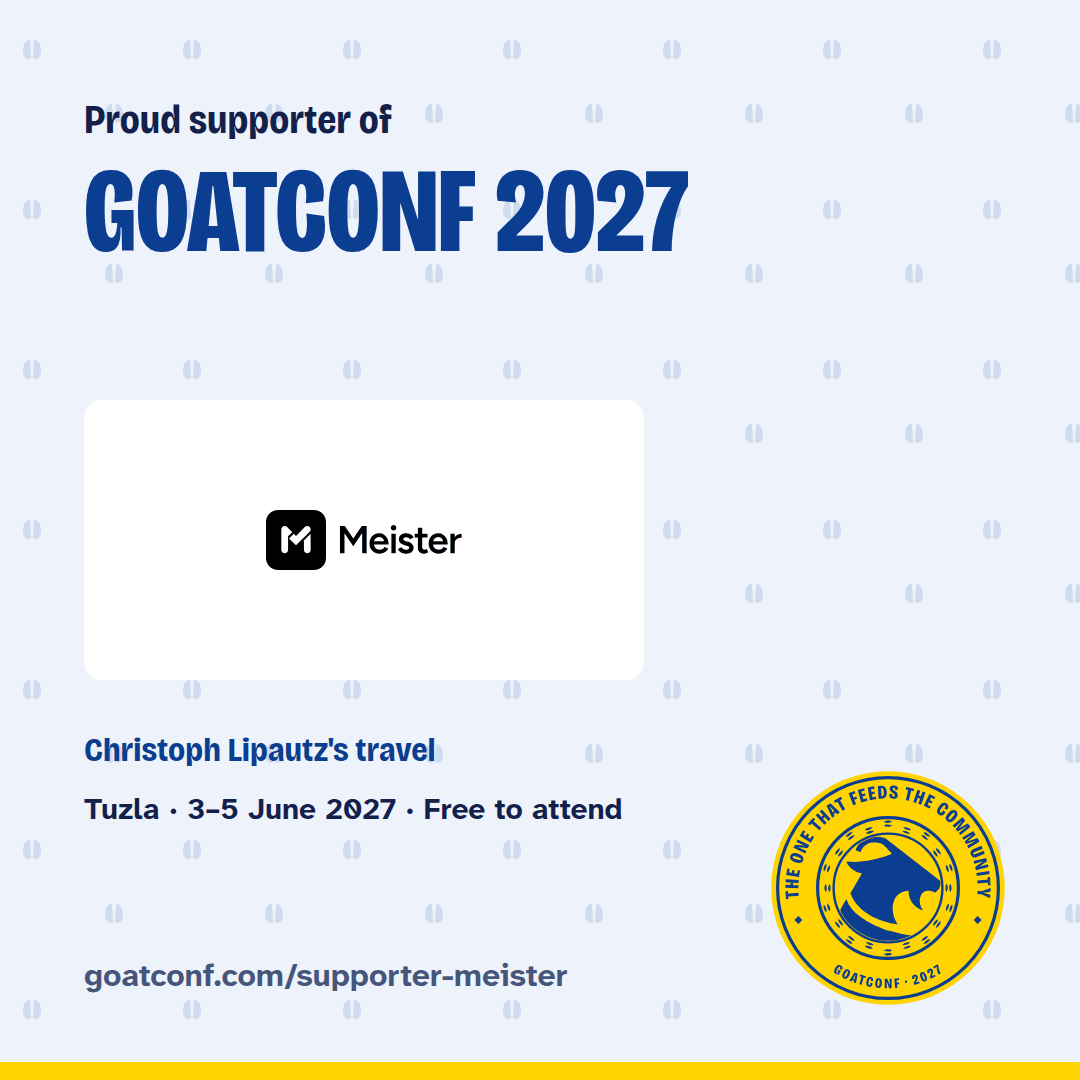 Proud supporter of
GOATCONF 2027
M Meister
Christoph Lipautz's travel
Tuzla · 3–5 June 2027 · Free to attend
THE ONE THAT FEEDS THE COMMUNITY
GOATCONF · 2027
goatconf.com/supporter-meister